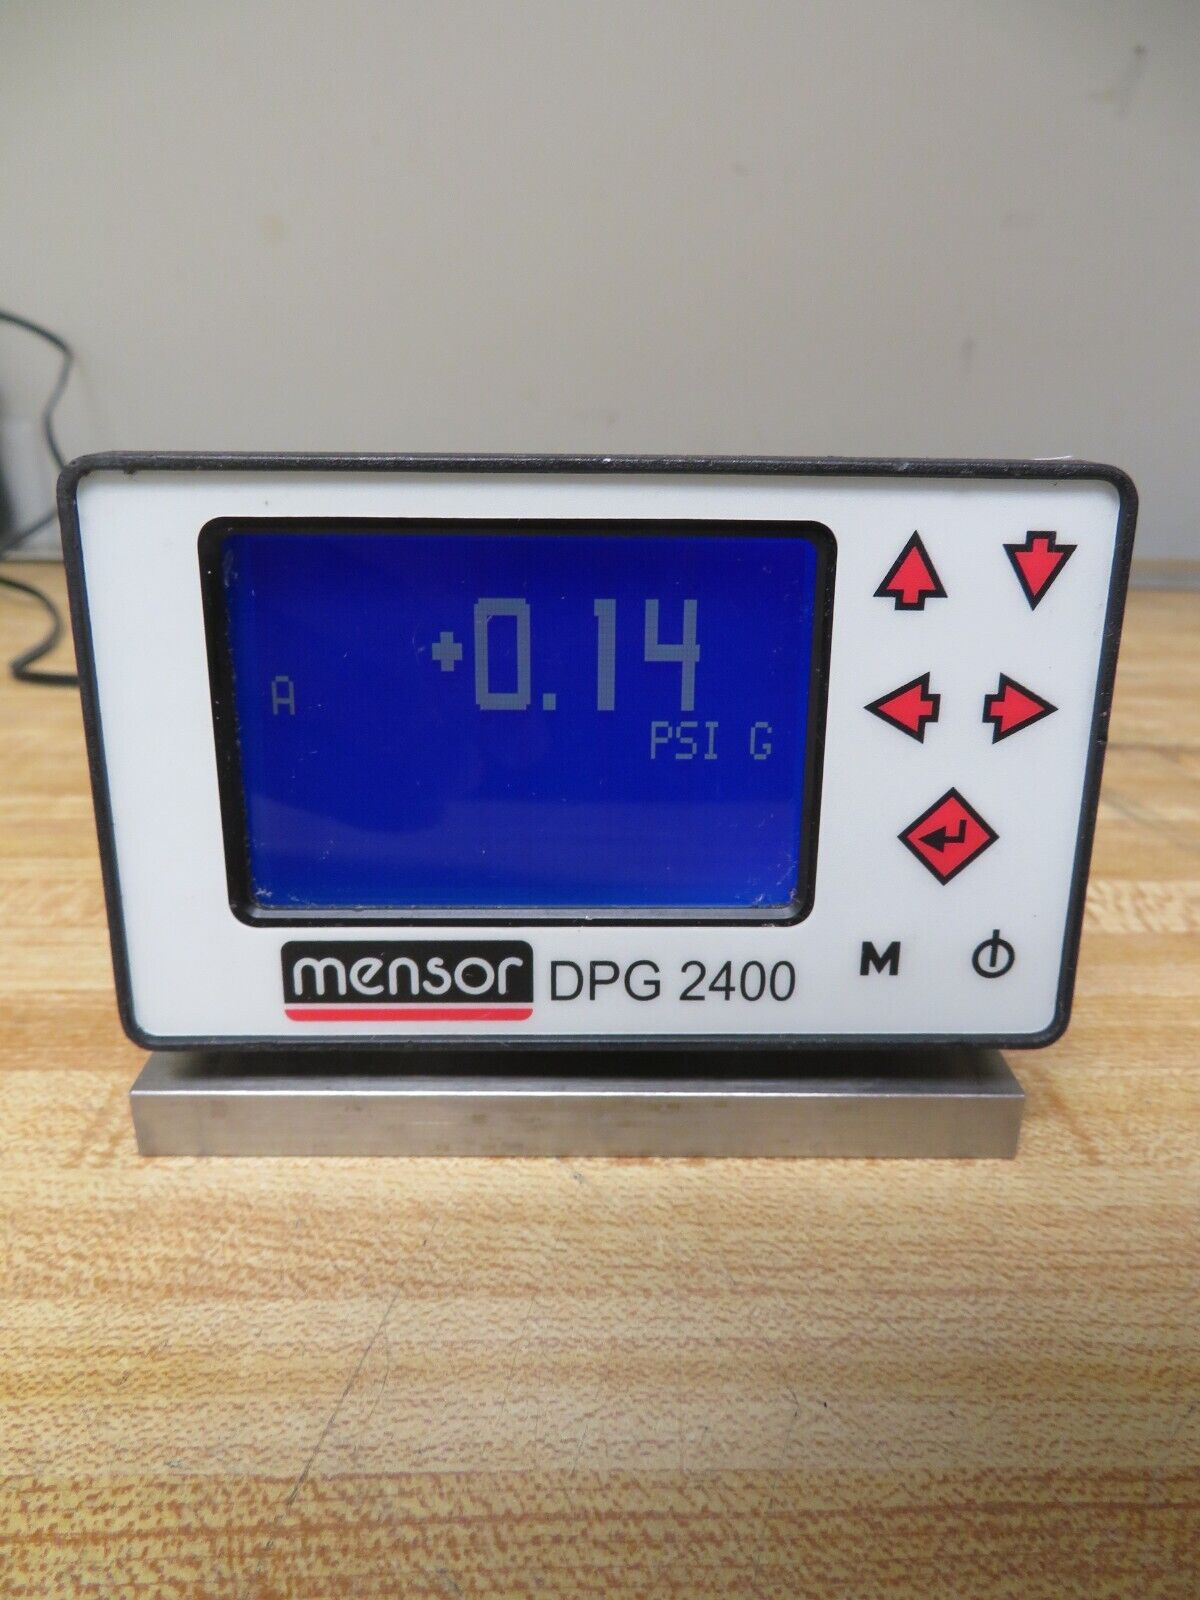 +0.14
A
PSI G
mensor DPG 2400
M